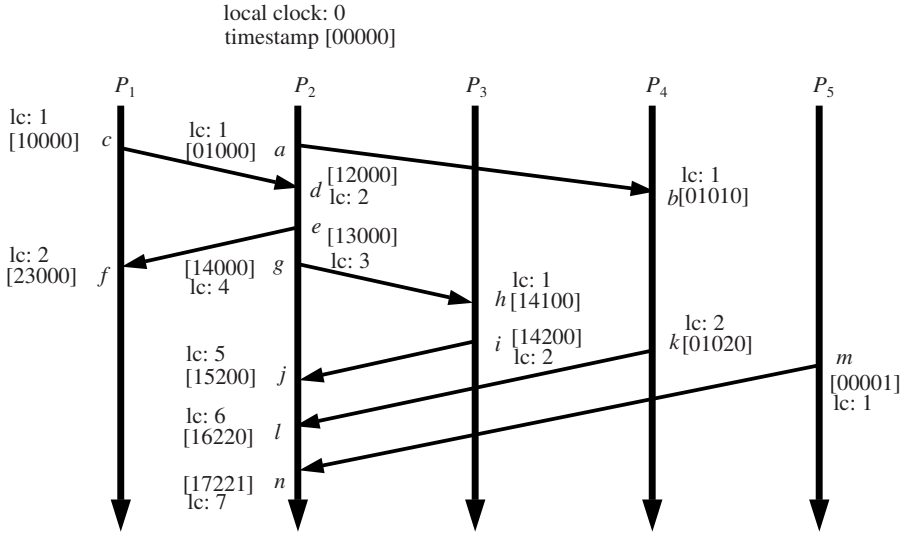 local clock: 0
timestamp [00000]
P1 P2 P3 P4 P5
lc: 1
[10000]
c
lc: 1
[01000]
a
[12000]
d
lc: 2
lc: 1
b[01010]
e
[13000]
lc: 3
lc: 2
[23000]
f
[14000]
lc: 4
g
lc: 1
h[14100]
i
[14200]
lc: 2
lc: 2
k[01020]
lc: 5
[15200]
j
m
[00001]
lc: 1
lc: 6
[16220]
l
[17221]
lc: 7
n